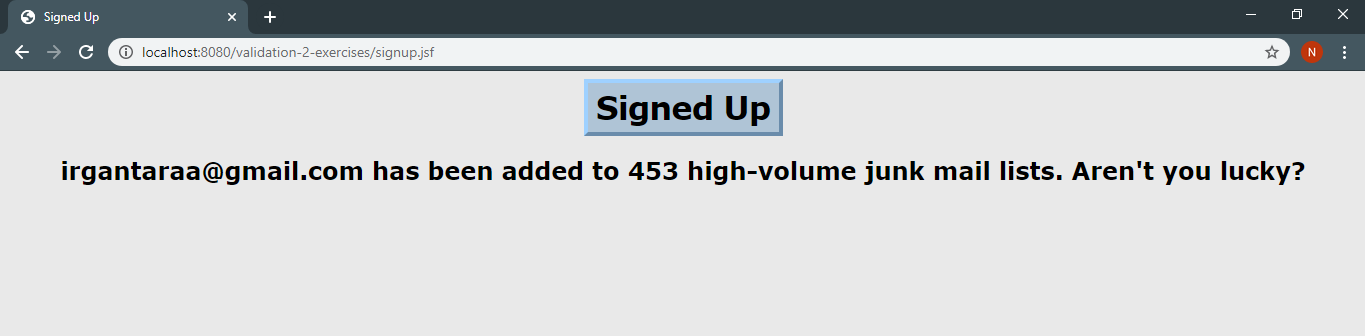 Signed Up
localhost:8080/validation-2-exercises/signup.jsf
N
Signed Up
irgantaraa@gmail.com has been added to 453 high-volume junk mail lists. Aren't you lucky?